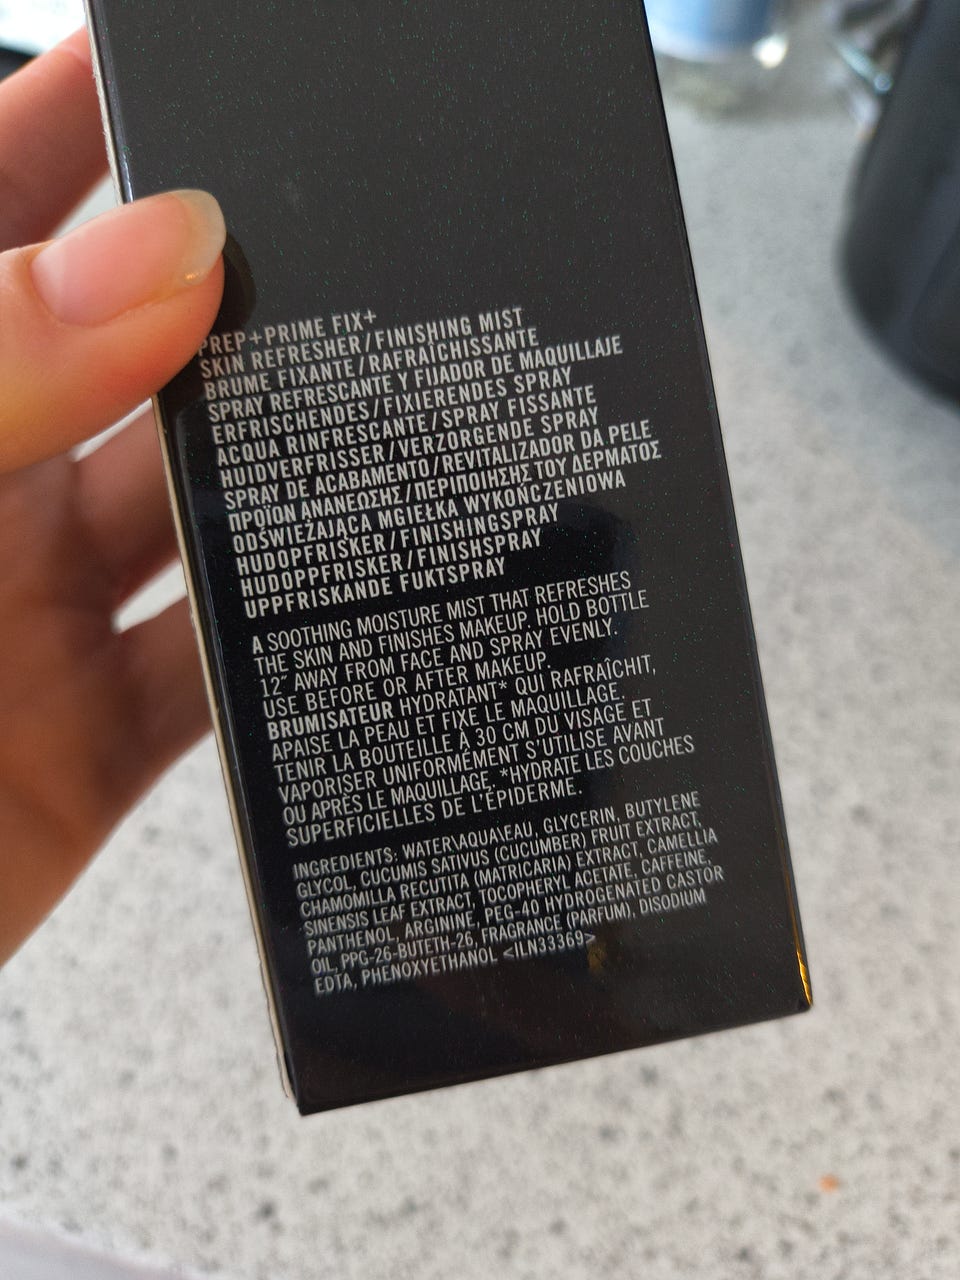 PREP+PRIME FIX+
SKIN REFRESHER/FINISHING MIST
BRUME FIXANTE/RAFRAÎCHISSANTE
SPRAY REFRESCANTE Y FIJADOR DE MAQUILLAJE
ERFRISCHENDES/FIXIERENDES SPRAY
ACQUA RINFRESCANTE/SPRAY FISSANTE
HUIDVERFRISSER/VERZORGENDE SPRAY
SPRAY DE ACABAMENTO/REVITALIZADOR DA PELE
ΠΡΟΪΟΝ ΑΝΑΝΕΩΣΗΣ/ΠΕΡΙΠΟΙΗΣΗΣ ΤΟΥ ΔΕΡΜΑΤΟΣ
ODŚWIEŻAJĄCA MGIEŁKA WYKOŃCZENIOWA
HUDOPFRISKER/FINISHINGSPRAY
HUDOPPFRISKER/FINISHSPRAY
UPPFRISKANDE FUKTSPRAY
A SOOTHING MOISTURE MIST THAT REFRESHES
THE SKIN AND FINISHES MAKEUP. HOLD BOTTLE
12" AWAY FROM FACE AND SPRAY EVENLY.
USE BEFORE OR AFTER MAKEUP.
BRUMISATEUR HYDRATANT* QUI RAFRAÎCHIT,
APAISE LA PEAU ET FIXE LE MAQUILLAGE.
TENIR LA BOUTEILLE À 30 CM DU VISAGE ET
VAPORISER UNIFORMÉMENT S'UTILISE AVANT
OU APRÈS LE MAQUILLAGE. *HYDRATE LES COUCHES
SUPERFICIELLES DE L'ÉPIDERME.
INGREDIENTS: WATER\AQUA\EAU, GLYCERIN, BUTYLENE
GLYCOL, CUCUMIS SATIVUS (CUCUMBER) FRUIT EXTRACT,
CHAMOMILLA RECUTITA (MATRICARIA) EXTRACT, CAMELLIA
SINENSIS LEAF EXTRACT, TOCOPHERYL ACETATE, CAFFEINE,
PANTHENOL, ARGININE, PEG-40 HYDROGENATED CASTOR
OIL, PPG-26-BUTETH-26, FRAGRANCE (PARFUM), DISODIUM
EDTA, PHENOXYETHANOL <ILN33369>